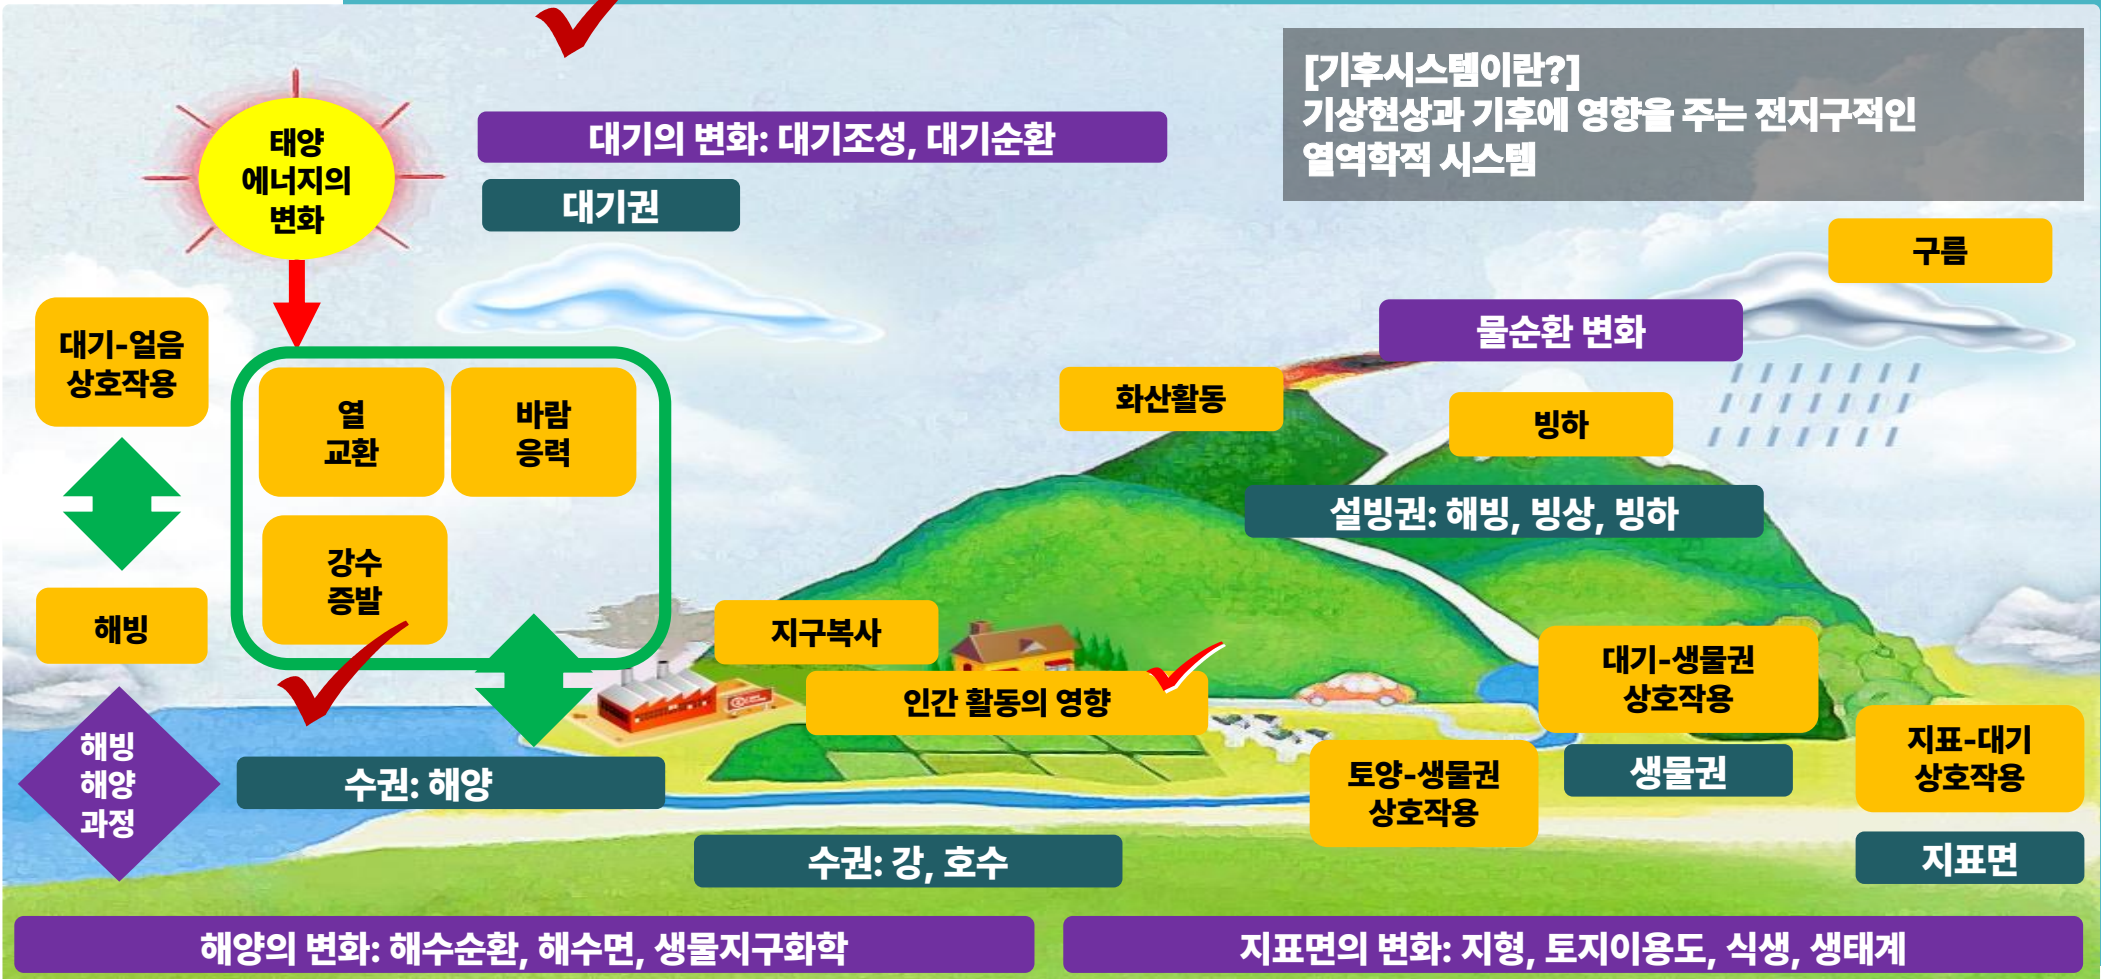 [기후시스템이란?]
기상현상과 기후에 영향을 주는 전지구적인
열역학적 시스템
태양
에너지의
변화
대기의 변화: 대기조성, 대기순환
대기권
구름
대기-얼음
상호작용
물순환 변화
열
교환
바람
응력
화산활동
빙하
설빙권: 해빙, 빙상, 빙하
강수
증발
해빙
지구복사
인간 활동의 영향
대기-생물권
상호작용
해빙
해양
과정
수권: 해양
토양-생물권
상호작용
생물권
지표-대기
상호작용
수권: 강, 호수
지표면
해양의 변화: 해수순환, 해수면, 생물지구화학
지표면의 변화: 지형, 토지이용도, 식생, 생태계